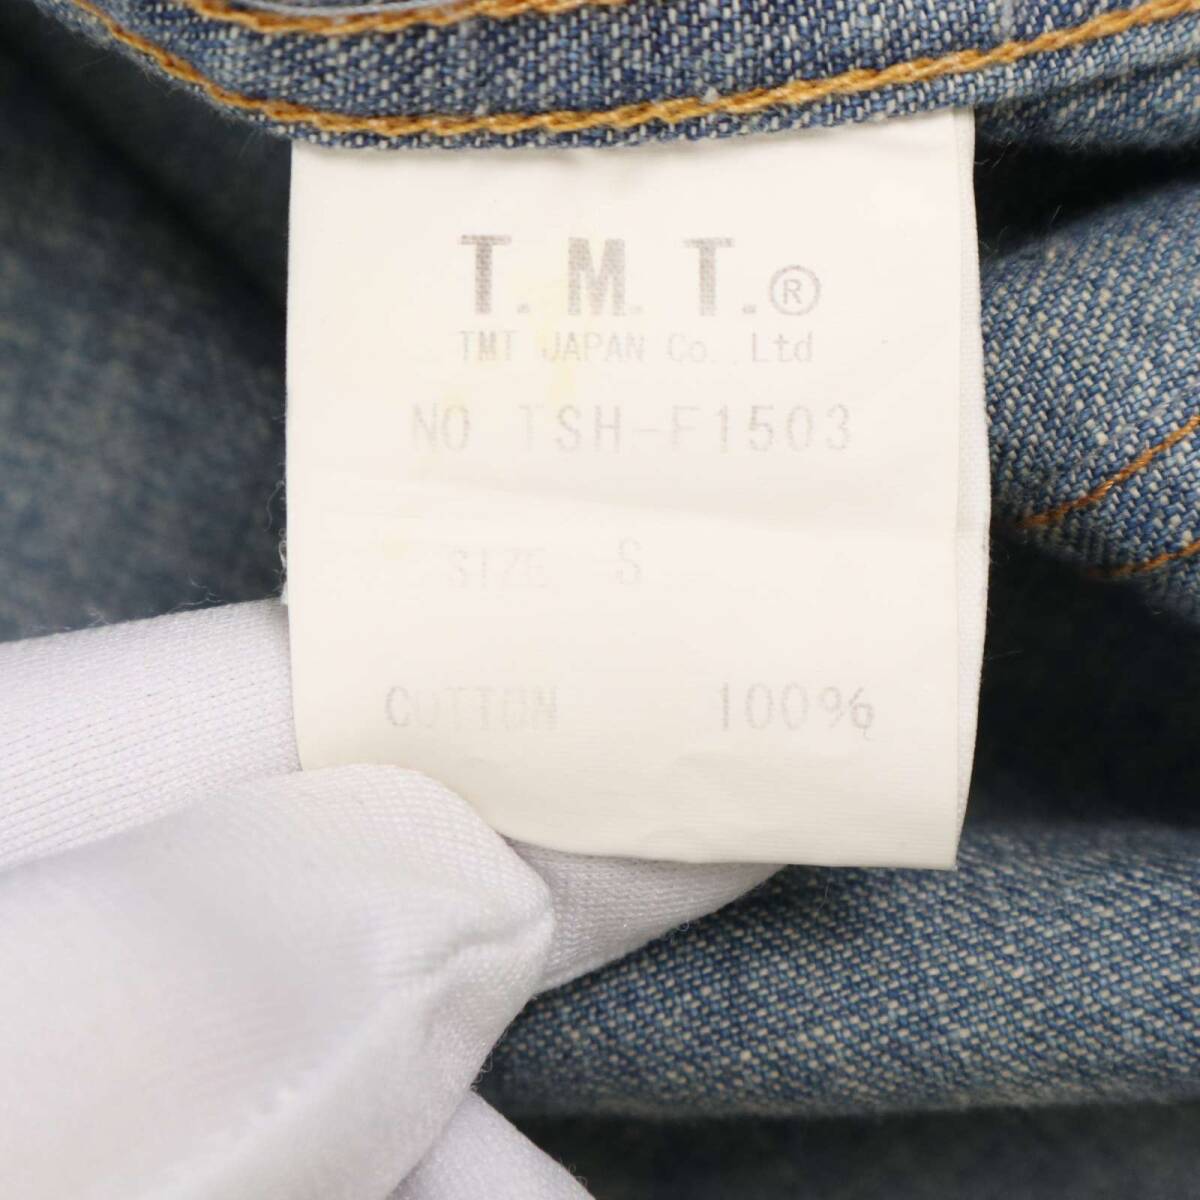 T.M.T.®
TMT JAPAN Co., Ltd
NO TSH-F1503
SIZE S
COTTON 100%